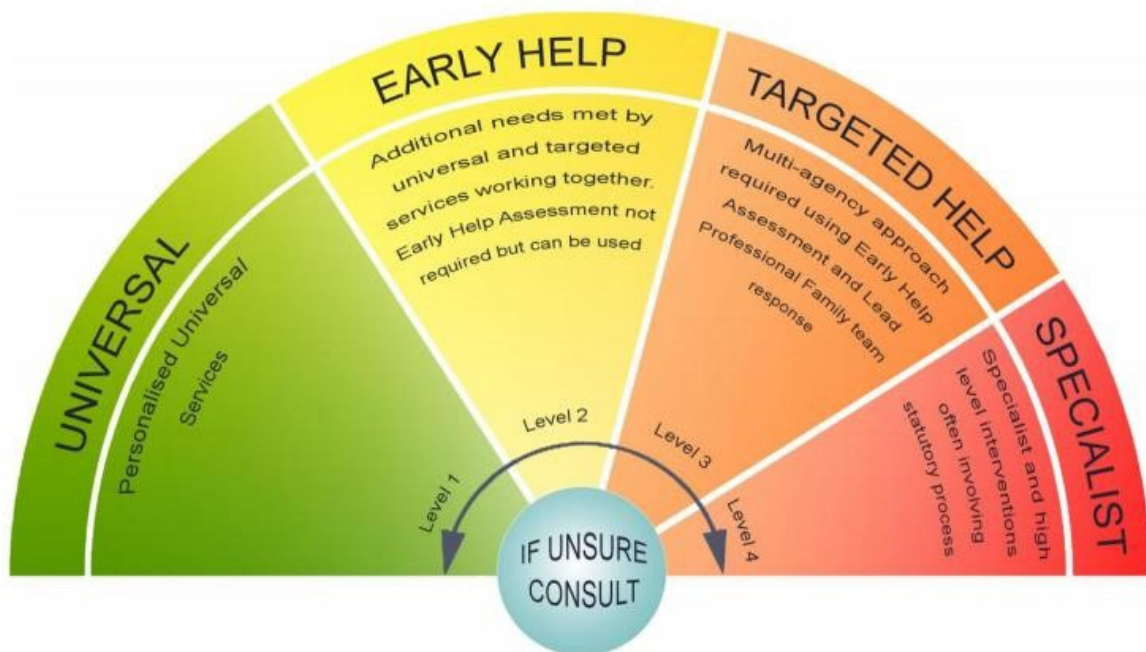 UNIVERSAL
Personalised Universal
Services
Level 1
EARLY HELP
Additional needs met by
universal and targeted
services working together.
Early Help Assessment not
required but can be used
Level 2
TARGETED HELP
Multi-agency approach
required using Early Help
Assessment and Lead
Professional Family team
response
Level 3
SPECIALIST
Specialist and high
level interventions
often involving
statutory process
Level 4
IF UNSURE
CONSULT